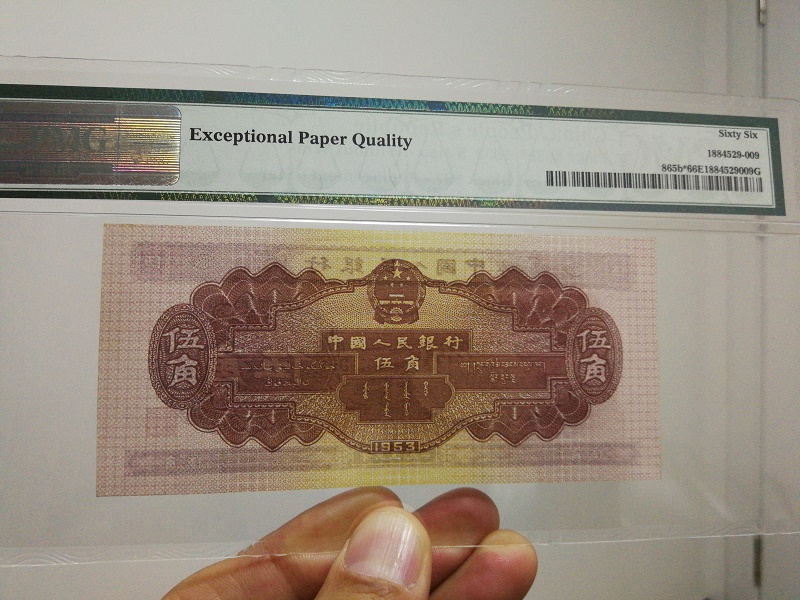 PMG
Exceptional Paper Quality
Sixty Six
1884529-009
865b*66E1884529009G
中國人民銀行
伍角
伍角
伍角
1953